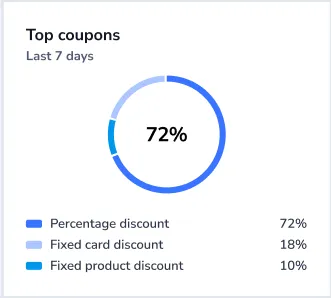 Top coupons
Last 7 days
72%
Percentage discount 72%
Fixed card discount 18%
Fixed product discount 10%